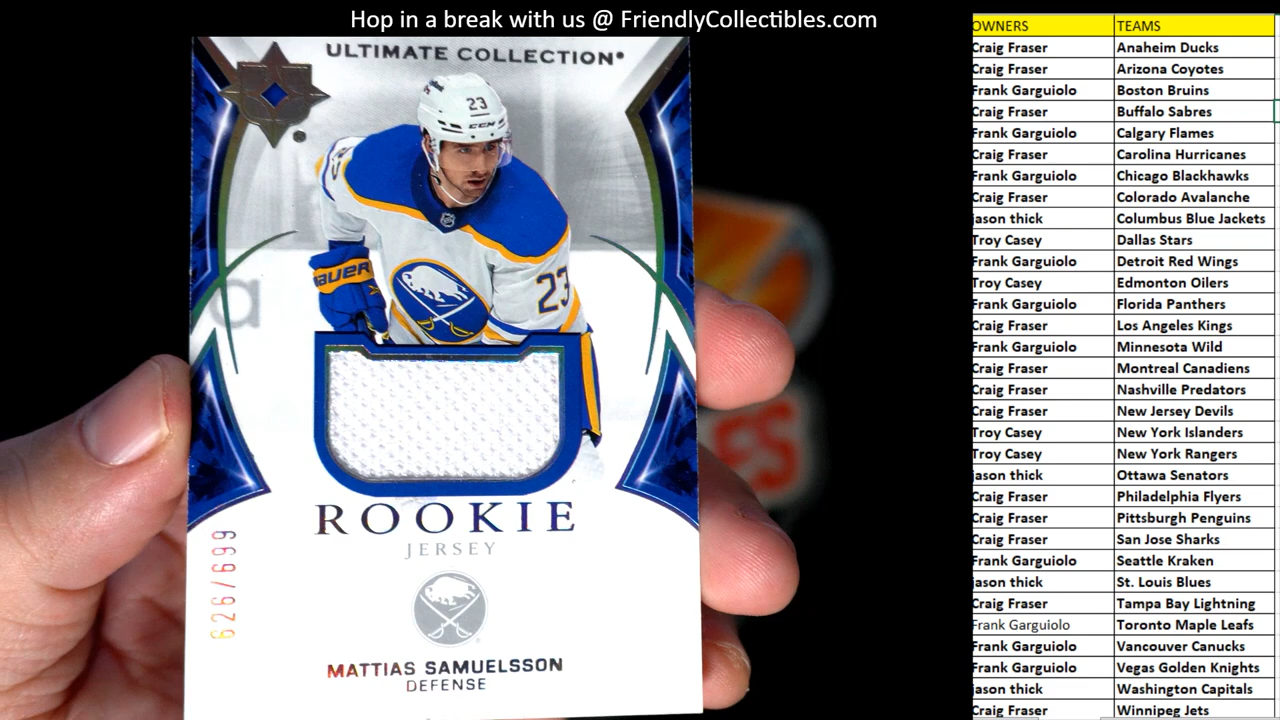 Hop in a break with us @ FriendlyCollectibles.com
ULTIMATE COLLECTION
23
CCM
BAUER
23
ROOKIE
JERSEY
626/699
MATTIAS SAMUELSSON
DEFENSE
ES
OWNERS TEAMS
Craig Fraser Anaheim Ducks
Craig Fraser Arizona Coyotes
Frank Garguiolo Boston Bruins
Craig Fraser Buffalo Sabres
Frank Garguiolo Calgary Flames
Craig Fraser Carolina Hurricanes
Frank Garguiolo Chicago Blackhawks
Craig Fraser Colorado Avalanche
jason thick Columbus Blue Jackets
Troy Casey Dallas Stars
Frank Garguiolo Detroit Red Wings
Troy Casey Edmonton Oilers
Frank Garguiolo Florida Panthers
Craig Fraser Los Angeles Kings
Frank Garguiolo Minnesota Wild
Craig Fraser Montreal Canadiens
Craig Fraser Nashville Predators
Craig Fraser New Jersey Devils
Troy Casey New York Islanders
Troy Casey New York Rangers
jason thick Ottawa Senators
Craig Fraser Philadelphia Flyers
Craig Fraser Pittsburgh Penguins
Craig Fraser San Jose Sharks
Frank Garguiolo Seattle Kraken
jason thick St. Louis Blues
Craig Fraser Tampa Bay Lightning
Frank Garguiolo Toronto Maple Leafs
Frank Garguiolo Vancouver Canucks
Frank Garguiolo Vegas Golden Knights
jason thick Washington Capitals
Craig Fraser Winnipeg Jets